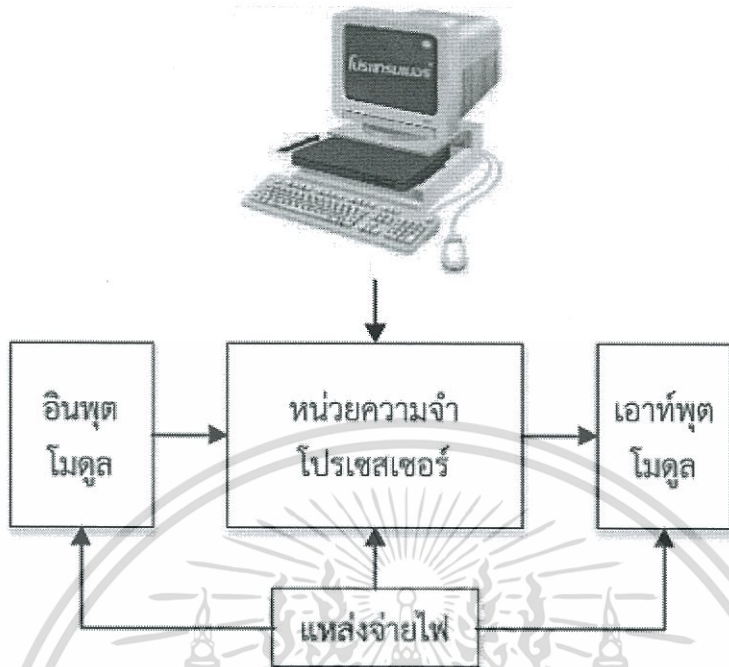 โปรแกรมเมอร์
อินพุต
โมดูล
หน่วยความจำ
โปรเซสเซอร์
เอาท์พุต
โมดูล
แหล่งจ่ายไฟ